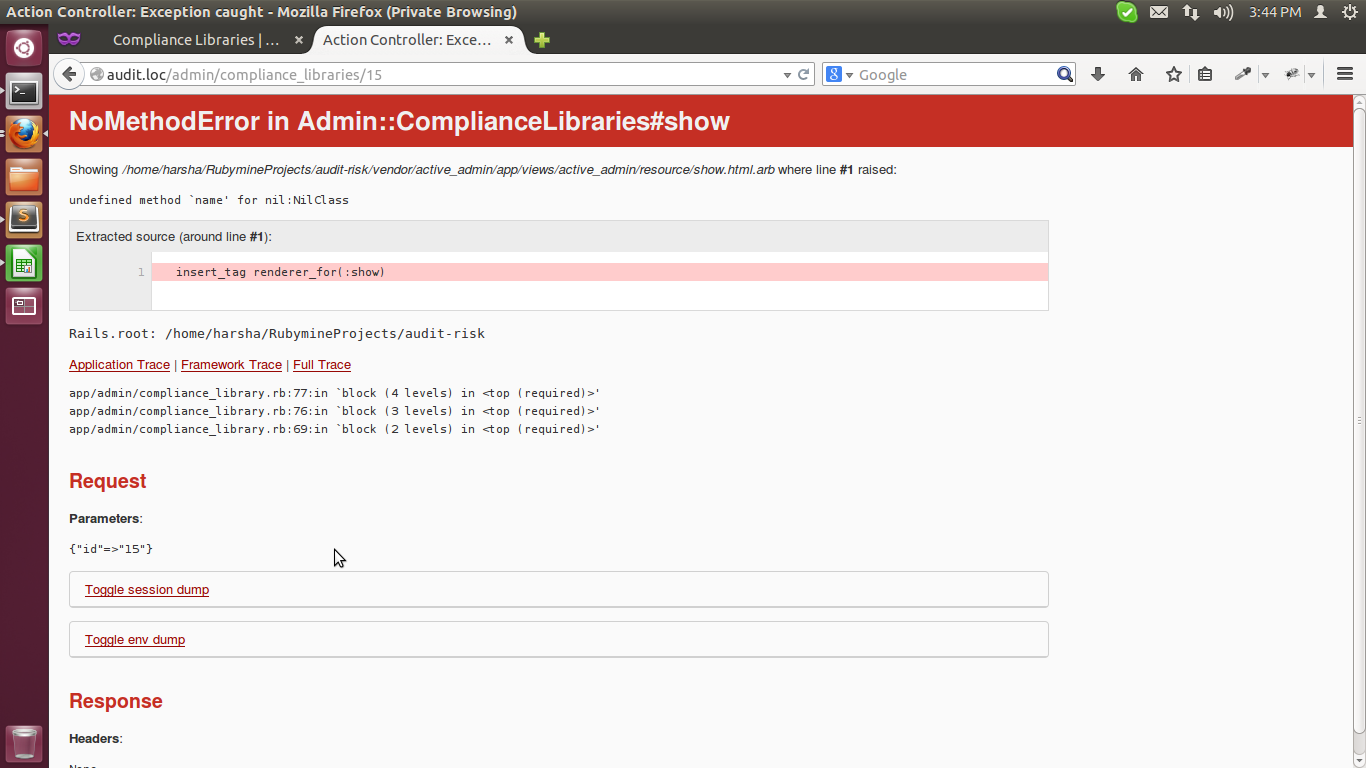 Action Controller: Exception caught - Mozilla Firefox (Private Browsing)
3:44 PM
Compliance Libraries | ...
Action Controller: Exce...
audit.loc/admin/compliance_libraries/15
Google
NoMethodError in Admin::ComplianceLibraries#show
Showing /home/harsha/RubymineProjects/audit-risk/vendor/active_admin/app/views/active_admin/resource/show.html.arb where line #1 raised:
undefined method `name' for nil:NilClass
Extracted source (around line #1):
1 insert_tag renderer_for(:show)
Rails.root: /home/harsha/RubymineProjects/audit-risk
Application Trace | Framework Trace | Full Trace
app/admin/compliance_library.rb:77:in `block (4 levels) in <top (required)>'
app/admin/compliance_library.rb:76:in `block (3 levels) in <top (required)>'
app/admin/compliance_library.rb:69:in `block (2 levels) in <top (required)>'
Request
Parameters:
{"id"=>"15"}
Toggle session dump
Toggle env dump
Response
Headers: